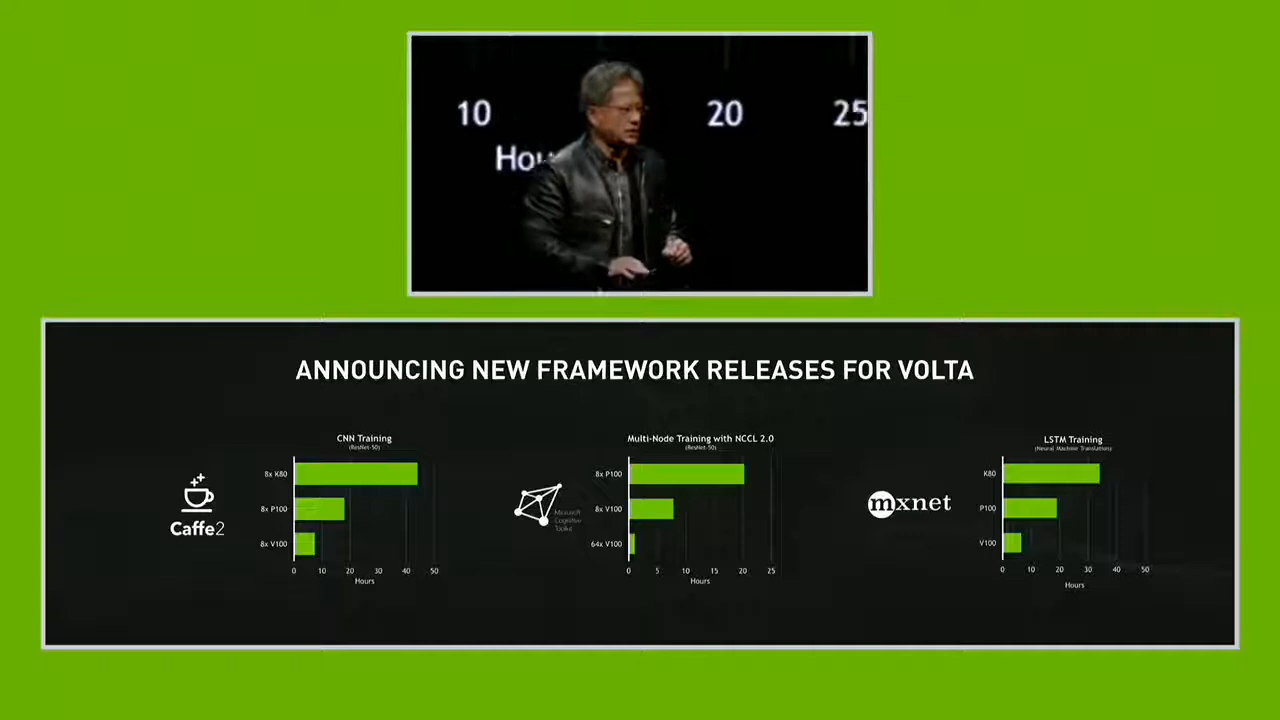 10
20
25
Hou
ANNOUNCING NEW FRAMEWORK RELEASES FOR VOLTA
Caffe2
CNN Training
(ResNet-50)
8x K80
8x P100
8x V100
0 10 20 30 40 50
Hours
Microsoft
Cognitive
Toolkit
Multi-Node Training with NCCL 2.0
(ResNet-50)
8x P100
8x V100
64x V100
0 5 10 15 20 25
Hours
mxnet
LSTM Training
(Neural Machine Translation)
K80
P100
V100
0 10 20 30 40 50
Hours